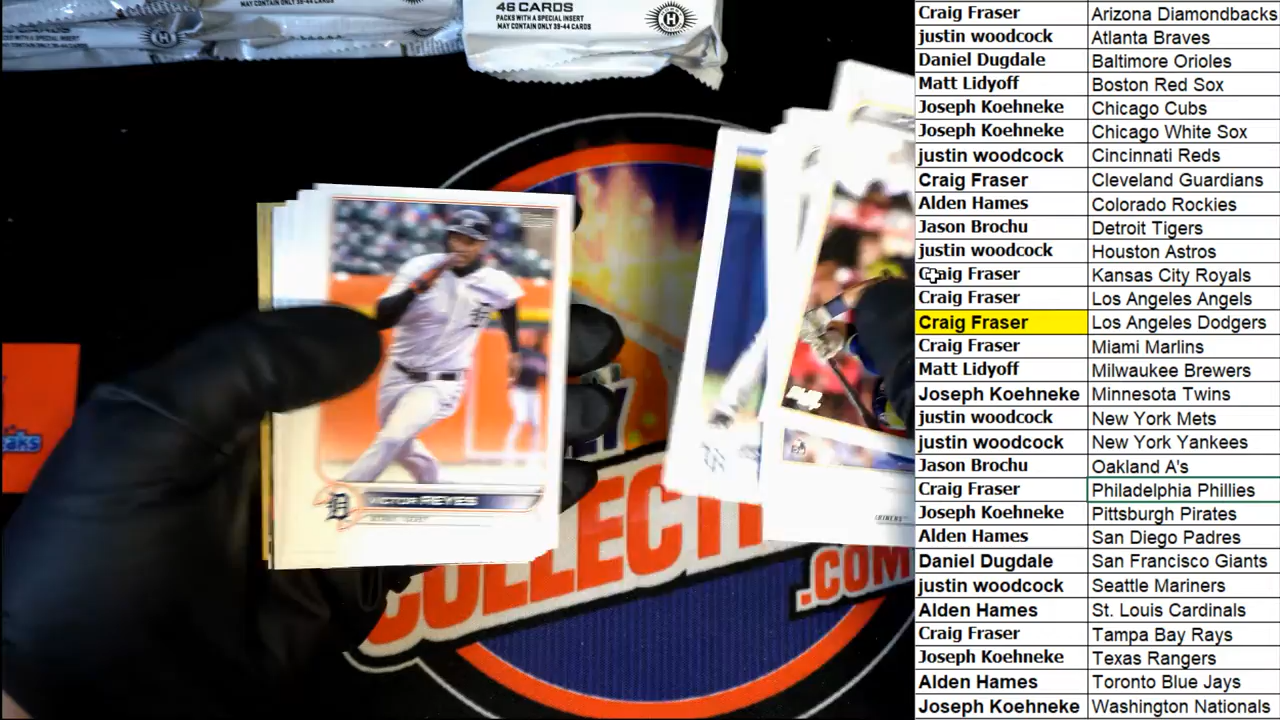 46 CARDS
PACKS WITH A SPECIAL INSERT
MAY CONTAIN ONLY 39-44 CARDS
VICTOR REYES
COLLECTI
.COM
Craig Fraser Arizona Diamondbacks
justin woodcock Atlanta Braves
Daniel Dugdale Baltimore Orioles
Matt Lidyoff Boston Red Sox
Joseph Koehneke Chicago Cubs
Joseph Koehneke Chicago White Sox
justin woodcock Cincinnati Reds
Craig Fraser Cleveland Guardians
Alden Hames Colorado Rockies
Jason Brochu Detroit Tigers
justin woodcock Houston Astros
Craig Fraser Kansas City Royals
Craig Fraser Los Angeles Angels
Craig Fraser Los Angeles Dodgers
Craig Fraser Miami Marlins
Matt Lidyoff Milwaukee Brewers
Joseph Koehneke Minnesota Twins
justin woodcock New York Mets
justin woodcock New York Yankees
Jason Brochu Oakland A's
Craig Fraser Philadelphia Phillies
Joseph Koehneke Pittsburgh Pirates
Alden Hames San Diego Padres
Daniel Dugdale San Francisco Giants
justin woodcock Seattle Mariners
Alden Hames St. Louis Cardinals
Craig Fraser Tampa Bay Rays
Joseph Koehneke Texas Rangers
Alden Hames Toronto Blue Jays
Joseph Koehneke Washington Nationals